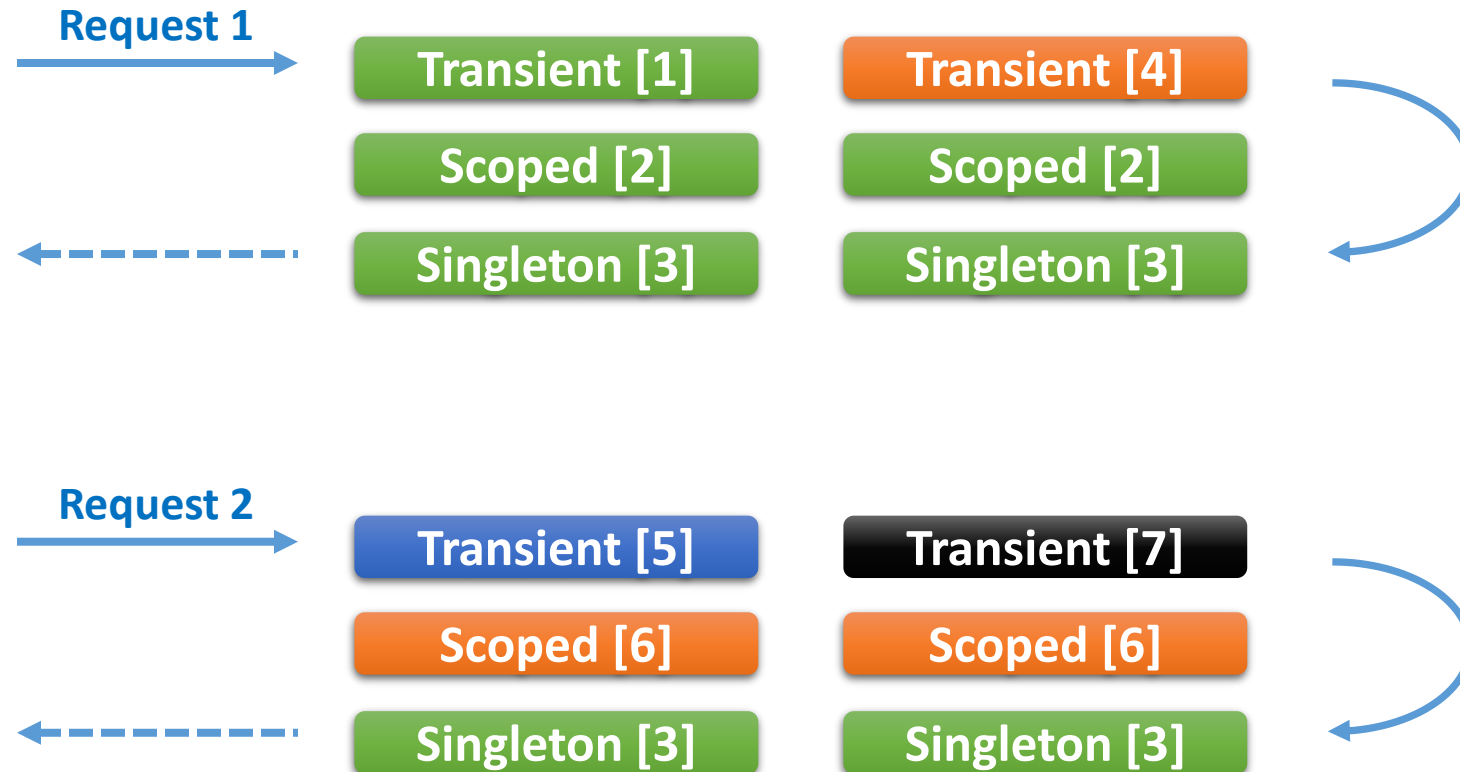 Request 1
Transient [1]
Transient [4]
Scoped [2]
Scoped [2]
Singleton [3]
Singleton [3]
Request 2
Transient [5]
Transient [7]
Scoped [6]
Scoped [6]
Singleton [3]
Singleton [3]